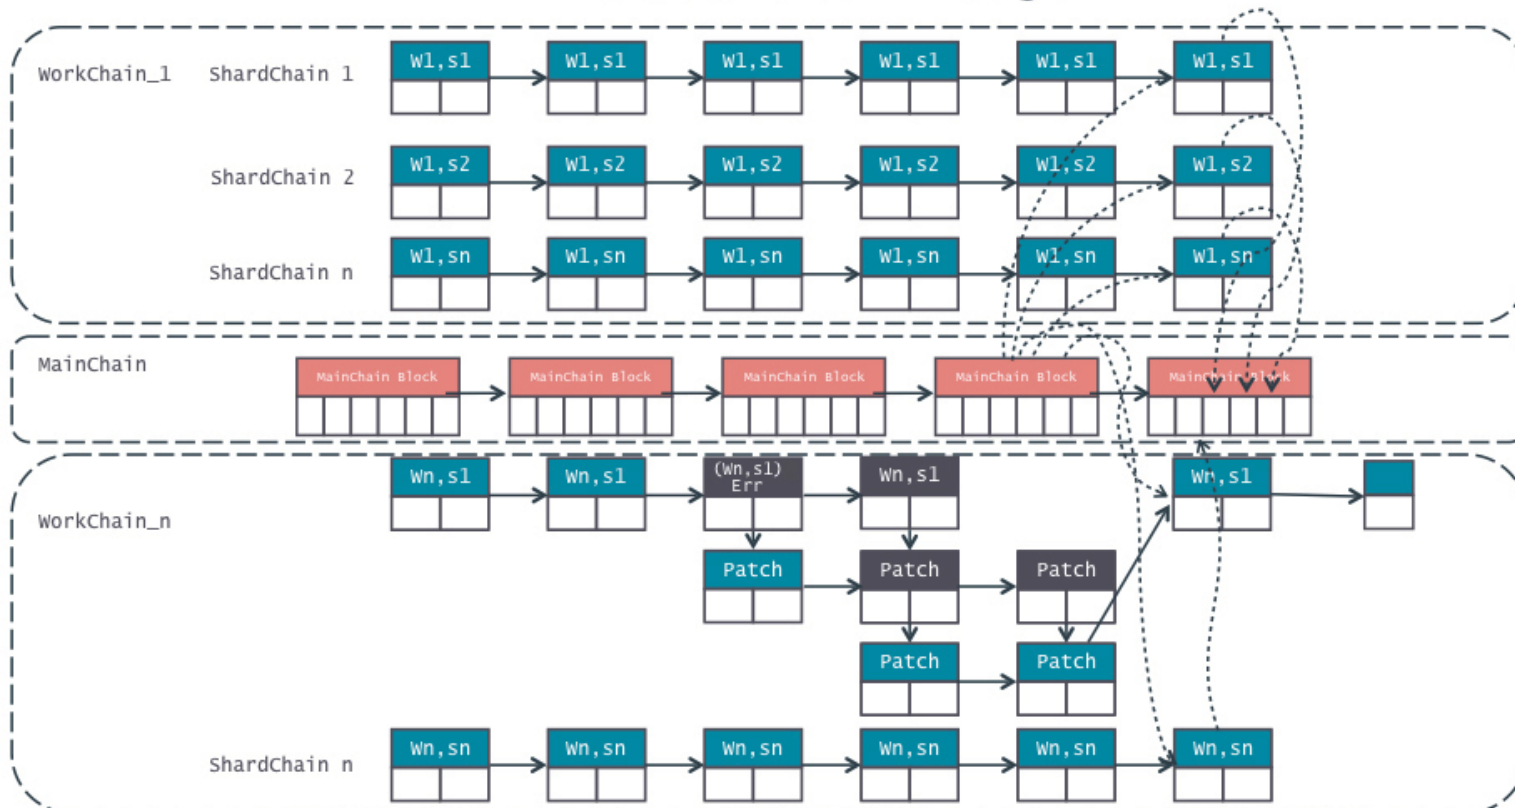 WorkChain_1
ShardChain 1
W1,s1
W1,s1
W1,s1
W1,s1
W1,s1
W1,s1
ShardChain 2
W1,s2
W1,s2
W1,s2
W1,s2
W1,s2
W1,s2
ShardChain n
W1,sn
W1,sn
W1,sn
W1,sn
W1,sn
W1,sn
MainChain
MainChain Block
MainChain Block
MainChain Block
MainChain Block
MainChain Block
WorkChain_n
Wn,s1
Wn,s1
(Wn,s1)
Err
Wn,s1
Wn,s1
Patch
Patch
Patch
Patch
Patch
ShardChain n
Wn,sn
Wn,sn
Wn,sn
Wn,sn
Wn,sn
Wn,sn